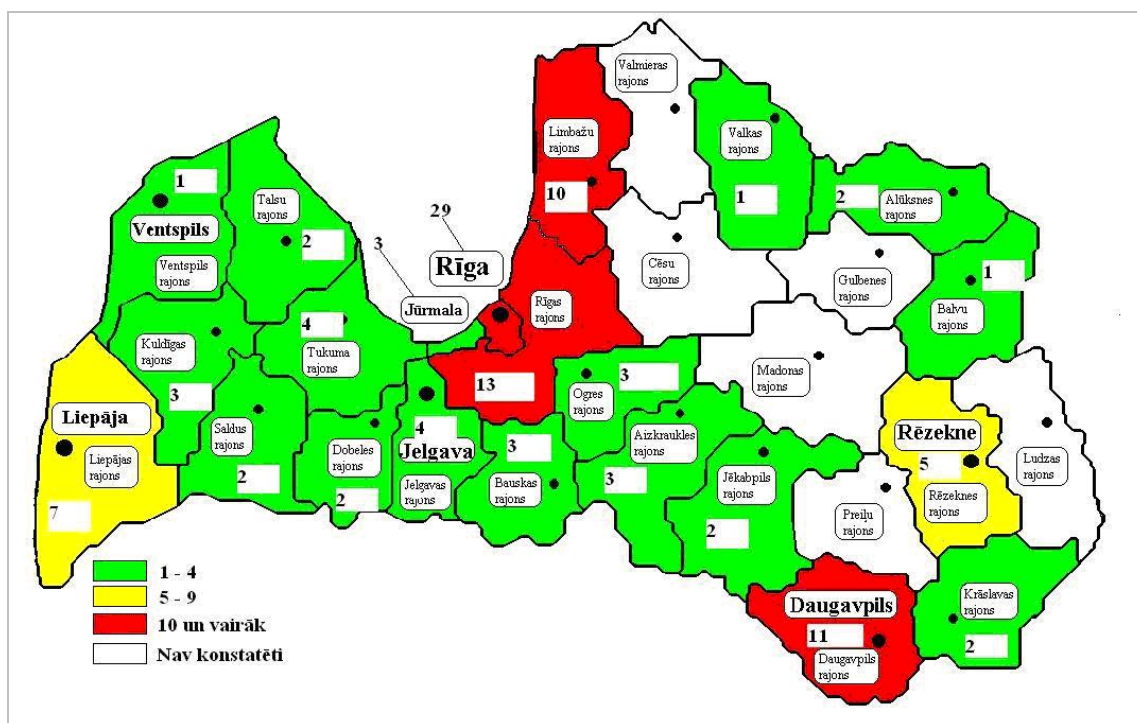 Valmieras
rajons
Limbažu
rajons
10
Valkas
rajons
1
2
Alūksnes
rajons
1
Ventspils
Ventspils
rajons
Talsu
rajons
2
29
3
Rīga
Jūrmala
Cēsu
rajons
Gulbenes
rajons
1
Balvu
rajons
Rīgas
rajons
13
Kuldīgas
rajons
3
4
Tukuma
rajons
Madonas
rajons
Ogres
rajons
3
Liepāja
Liepājas
rajons
7
Saldus
rajons
2
Dobeles
rajons
2
4
Jelgava
Jelgavas
rajons
3
Bauskas
rajons
Aizkraukles
rajons
3
Jēkabpils
rajons
2
Rēzekne
5
Rēzeknes
rajons
Ludzas
rajons
Preiļu
rajons
Daugavpils
11
Daugavpils
rajons
Krāslavas
rajons
2
1 - 4
5 - 9
10 un vairāk
Nav konstatēti